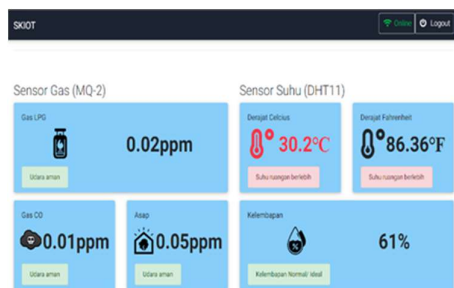 SKIOT
Online
Logout
Sensor Gas (MQ-2)
Gas LPG
0.02ppm
Udara aman
Gas CO
0.01ppm
Udara aman
Asap
0.05ppm
Udara aman
Sensor Suhu (DHT11)
Derajat Celcius
30.2°C
Suhu ruangan berlebih
Derajat Fahrenheit
86.36°F
Suhu ruangan berlebih
Kelembapan
%
61%
Kelembapan Normal/ Ideal